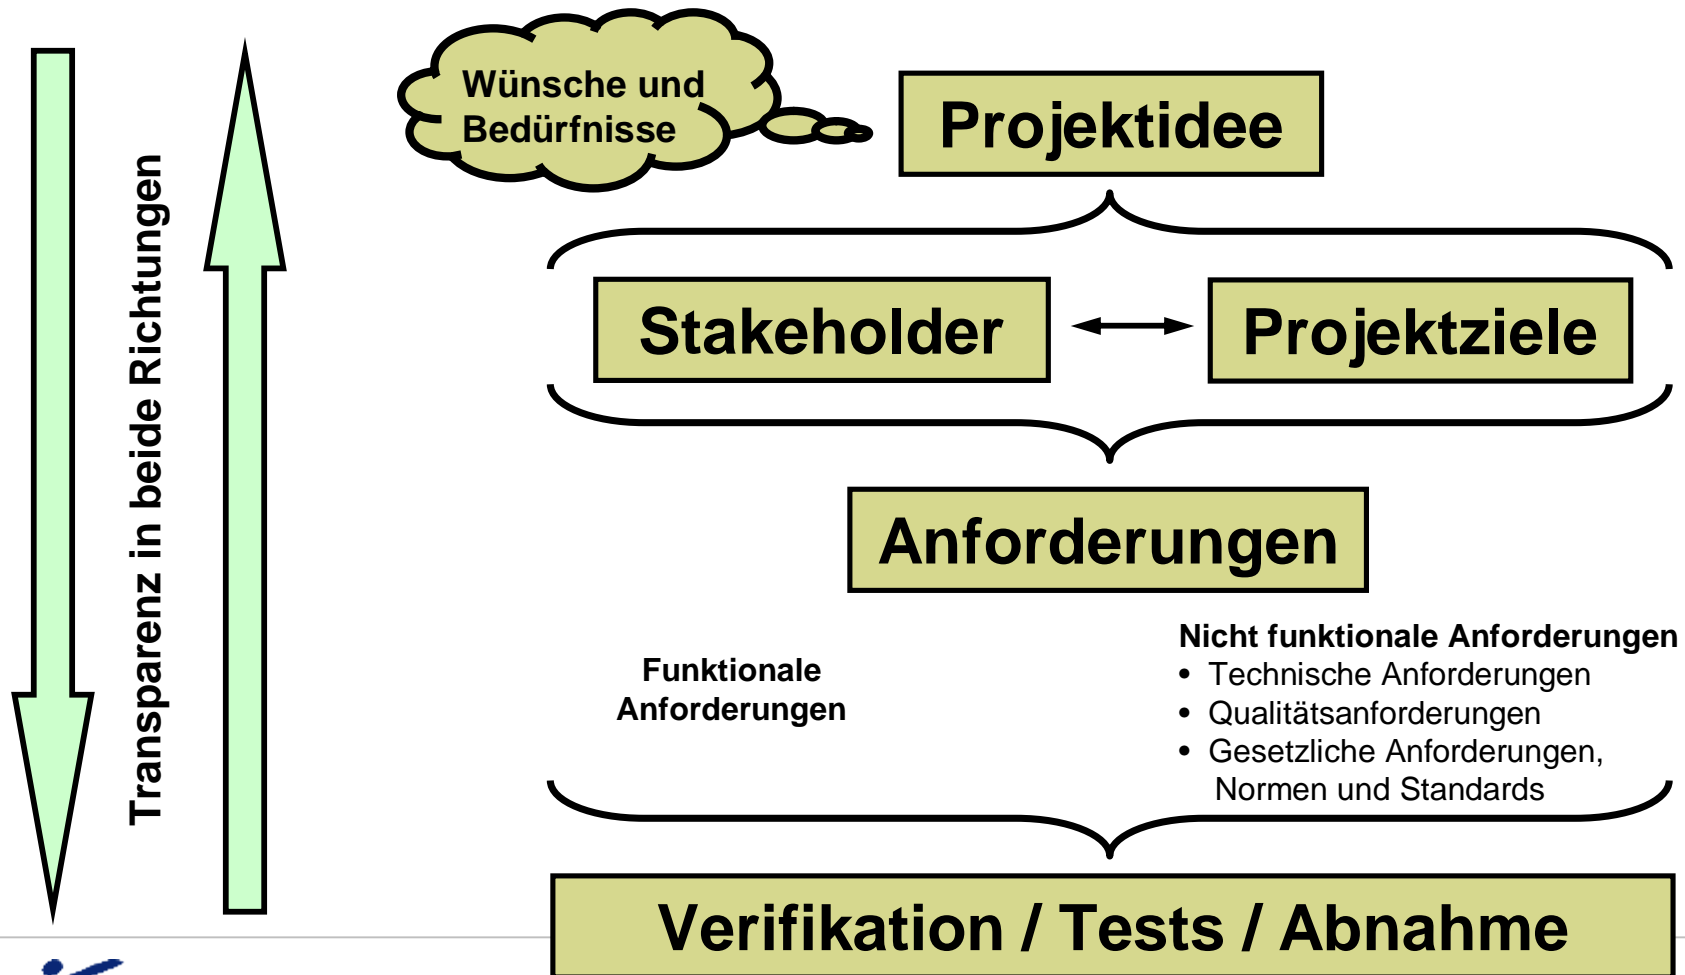 Wünsche und
Bedürfnisse
Projektidee
Transparenz in beide Richtungen
Stakeholder
Projektziele
Anforderungen
Funktionale
Anforderungen
Nicht funktionale Anforderungen
• Technische Anforderungen
• Qualitätsanforderungen
• Gesetzliche Anforderungen,
Normen und Standards
Verifikation / Tests / Abnahme